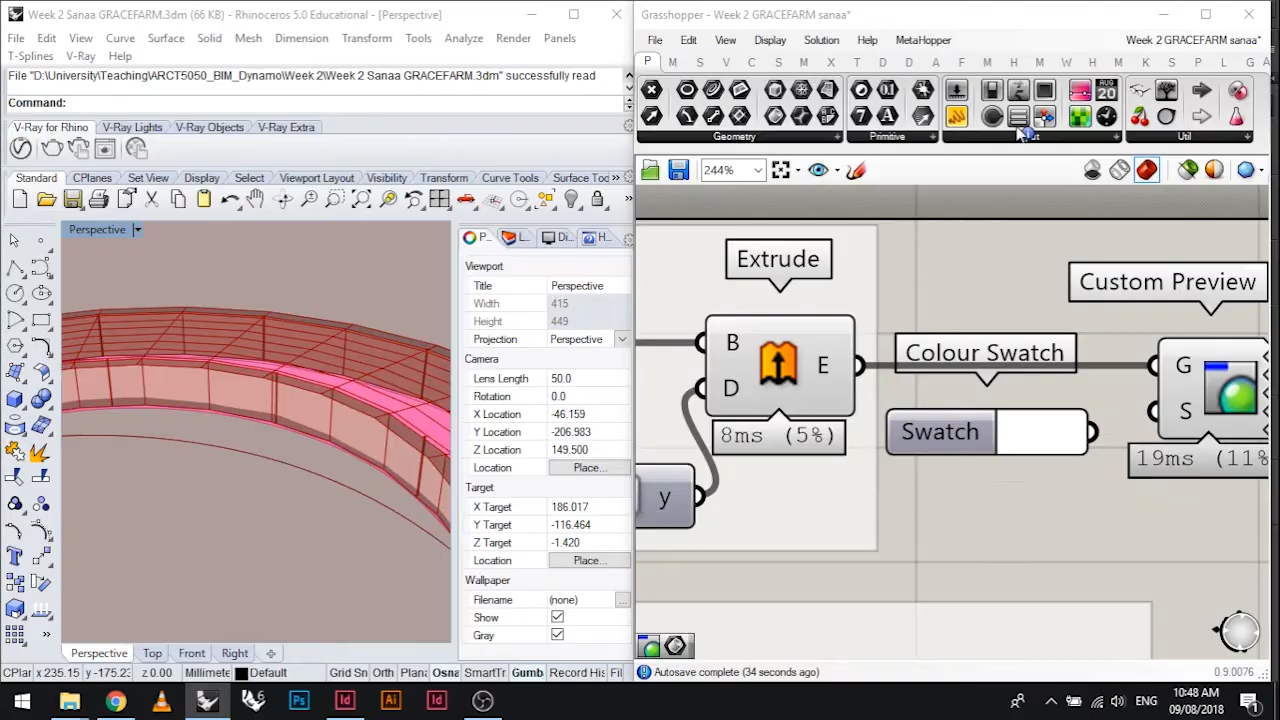 Week 2 Sanaa GRACEFARM.3dm (66 KB) - Rhinoceros 5.0 Educational - [Perspective]
File Edit View Curve Surface Solid Mesh Dimension Transform Tools Analyze Render Panels
T-Splines V-Ray Help
File "D:\University\Teaching\ARCT5050_BIM_Dynamo\Week 2\Week 2 Sanaa GRACEFARM.3dm" successfully read
Command:
V-Ray for Rhino V-Ray Lights V-Ray Objects V-Ray Extra
Standard CPlanes Set View Display Select Viewport Layout Visibility Transform Curve Tools Surface Too »
Perspective
P... L... Di... H...
Viewport
Title Perspective
Width 415
Height 449
Projection Perspective
Camera
Lens Length 50.0
Rotation 0.0
X Location -46.159
Y Location -206.983
Z Location 149.500
Location Place...
Target
X Target 186.017
Y Target -116.464
Z Target -1.420
Location Place...
Wallpaper
Filename (none) ...
Show
Gray
Perspective Top Front Right
CPlar x 235.15 y -175.2 z 0.00 Millimete Default Grid Sn Orth Plana Osna SmartTr Gumb Record His Fil
Grasshopper - Week 2 GRACEFARM sanaa*
File Edit View Display Solution Help MetaHopper Week 2 GRACEFARM sanaa*
P M S V C S M X T D D F M H M W H K S P L G
AUG
20
Geometry Primitive Util
244%
Extrude
Custom Preview
B
D
E
Colour Swatch
G
S
Swatch
8ms (5%)
19ms (11%
y
Autosave complete (34 seconds ago) 0.9.0076
ENG
10:48 AM
09/08/2018